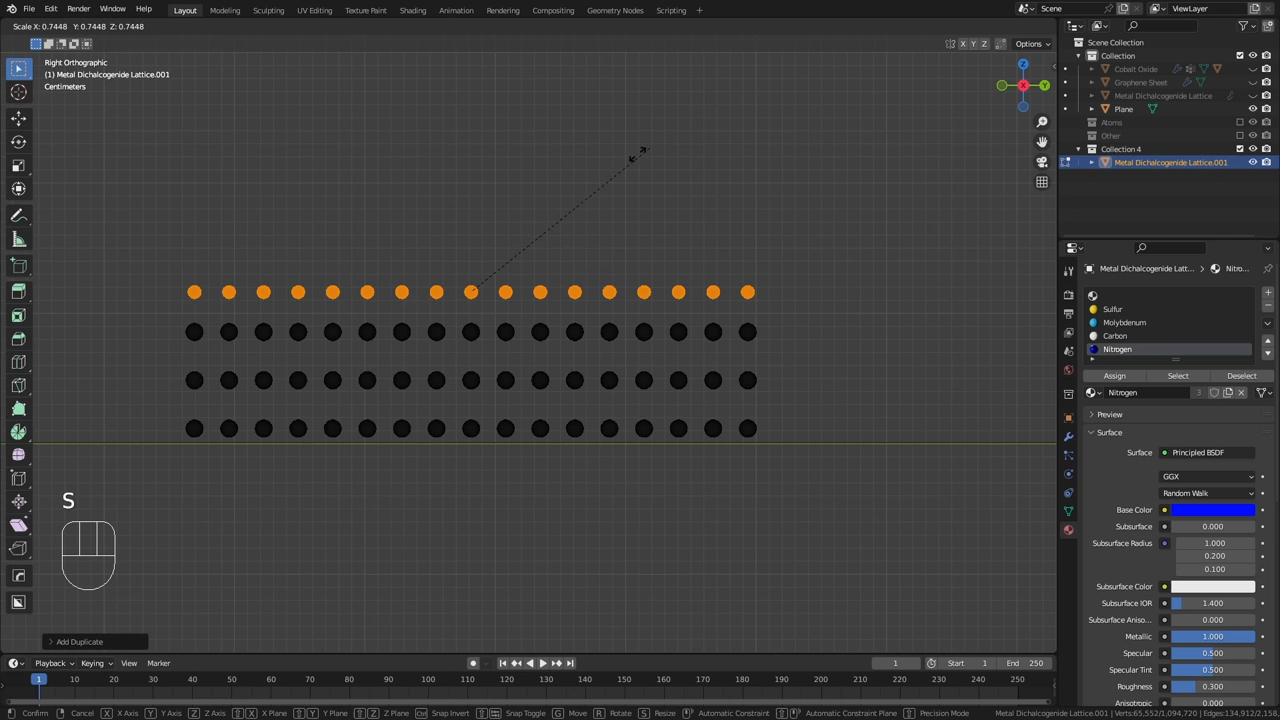 File Edit Render Window Help Layout Modeling Sculpting UV Editing Texture Paint Shading Animation Rendering Compositing Geometry Nodes Scripting Scene ViewLayer
Scale X: 0.7448 Y: 0.7448 Z: 0.7448
X Y Z Options
Right Orthographic
(1) Metal Dichalcogenide Lattice.001
Centimeters
Z
X Y
Scene Collection
Collection
Cobalt Oxide
Graphene Sheet
Metal Dichalcogenide Lattice
Plane
Atoms
Other
Collection 4
Metal Dichalcogenide Lattice.001
Metal Dichalcogenide Latt... Nitro...
Sulfur
Molybdenum
Carbon
Nitrogen
Assign Select Deselect
Nitrogen 3
Preview
Surface
Surface Principled BSDF
GGX
Random Walk
Base Color
Subsurface 0.000
Subsurface Radius 1.000
0.200
0.100
Subsurface Color
Subsurface IOR 1.400
Subsurface Aniso... 0.000
Metallic 1.000
Specular 0.500
Specular Tint 0.500
Roughness 0.300
Anisotropic 0.000
S
Add Duplicate
Playback Keying View Marker 1 Start 1 End 250
1 10 20 30 40 50 60 70 80 90 100 110 120 130 140 150 160 170 180 190 200 210 220 230 240 250
Confirm Cancel X X Axis Y Y Axis Z Z Axis X X Plane Y Y Plane Z Z Plane Snap Invert Snap Toggle G Move R Rotate S Resize Automatic Constraint Automatic Constraint Plane Precision Mode